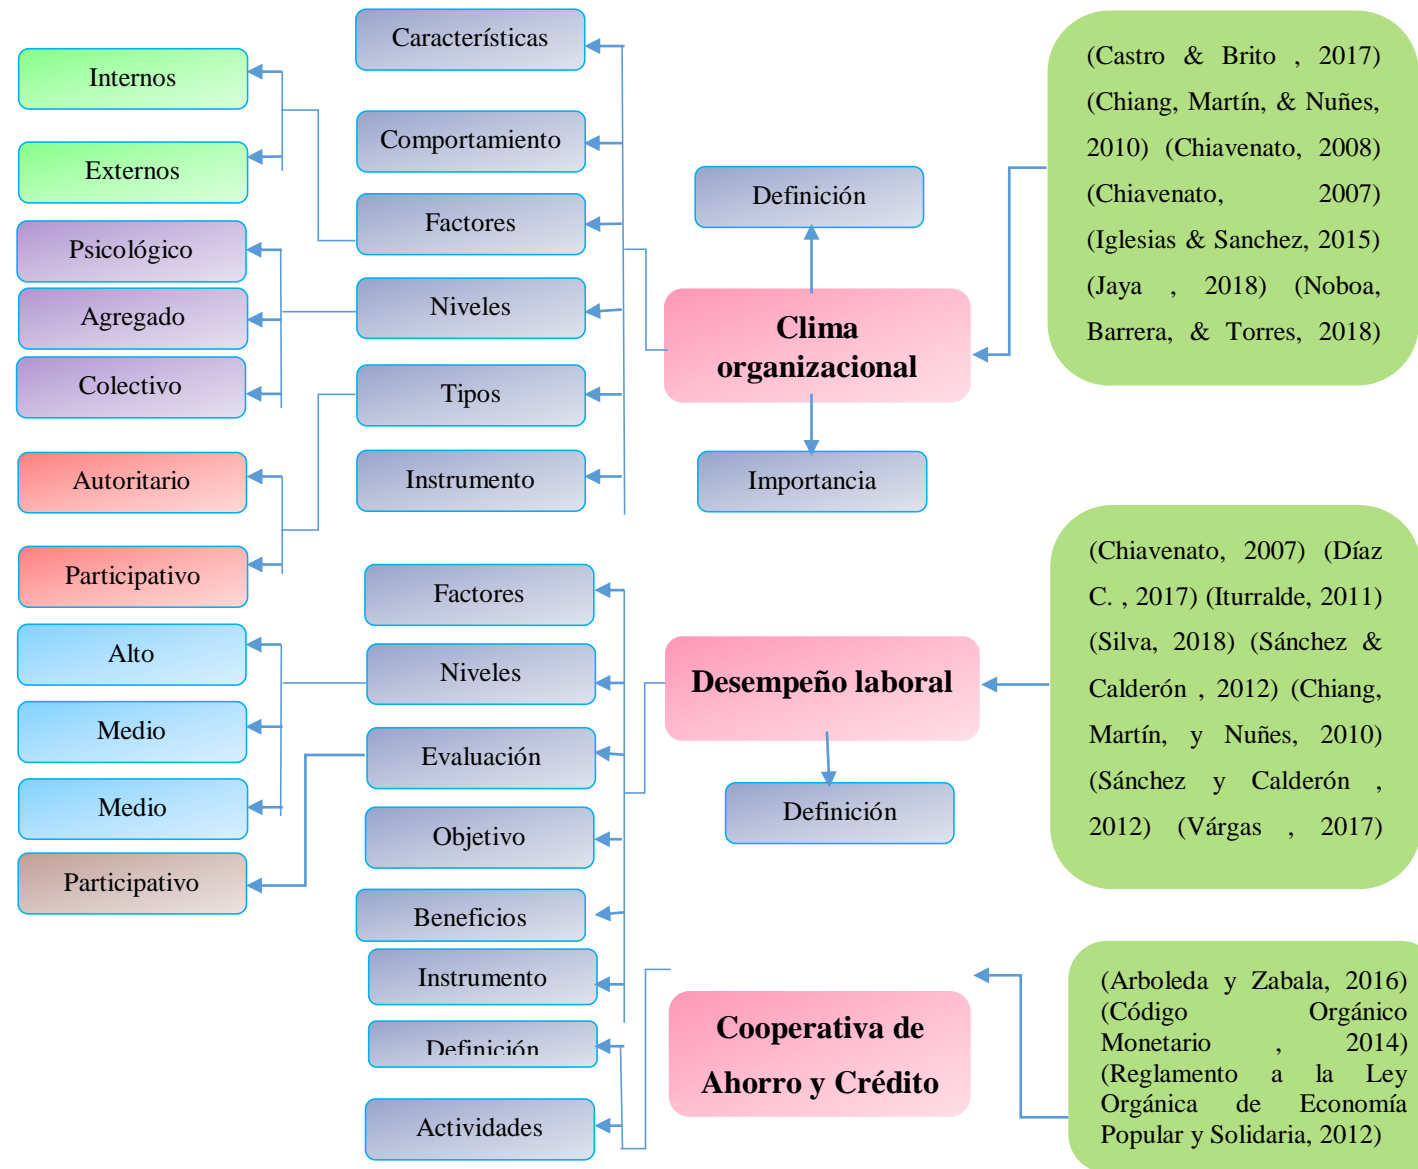 Características
Comportamiento
Factores
Niveles
Tipos
Instrumento
Internos
Externos
Psicológico
Agregado
Colectivo
Autoritario
Participativo
Definición
Clima
organizacional
Importancia
(Castro & Brito , 2017)
(Chiang, Martín, & Nuñes,
2010) (Chiavenato, 2008)
(Chiavenato, 2007)
(Iglesias & Sanchez, 2015)
(Jaya , 2018) (Noboa,
Barrera, & Torres, 2018)
Factores
Niveles
Evaluación
Objetivo
Beneficios
Instrumento
Alto
Medio
Medio
Participativo
Desempeño laboral
Definición
(Chiavenato, 2007) (Díaz
C. , 2017) (Iturralde, 2011)
(Silva, 2018) (Sánchez &
Calderón , 2012) (Chiang,
Martín, y Nuñes, 2010)
(Sánchez y Calderón ,
2012) (Várgas , 2017)
Definición
Actividades
Cooperativa de
Ahorro y Crédito
(Arboleda y Zabala, 2016)
(Código Orgánico
Monetario , 2014)
(Reglamento a la Ley
Orgánica de Economía
Popular y Solidaria, 2012)